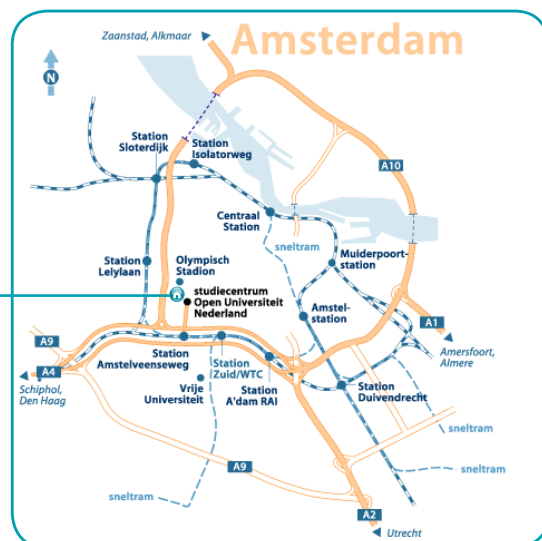 Zaanstad, Alkmaar
Amsterdam
N
Station
Sloterdijk
Station
Isolatorweg
A10
Centraal
Station
sneltram
Muiderpoort-
station
Station
Lelylaan
Olympisch
Stadion
studiecentrum
Open Universiteit
Nederland
Amstel-
station
A1
Amersfoort,
Almere
A9
A4
Schiphol,
Den Haag
Station
Amstelveenseweg
Station
Zuid/WTC
Vrije
Universiteit
Station
A'dam RAI
Station
Duivendrecht
sneltram
sneltram
A9
sneltram
A2
Utrecht